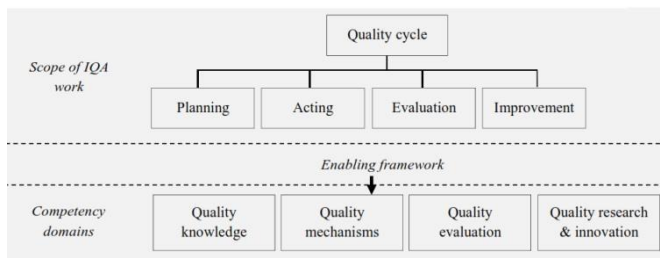 Quality cycle
Scope of IQA
work
Planning
Acting
Evaluation
Improvement
Enabling framework
Competency
domains
Quality
knowledge
Quality
mechanisms
Quality
evaluation
Quality research
& innovation